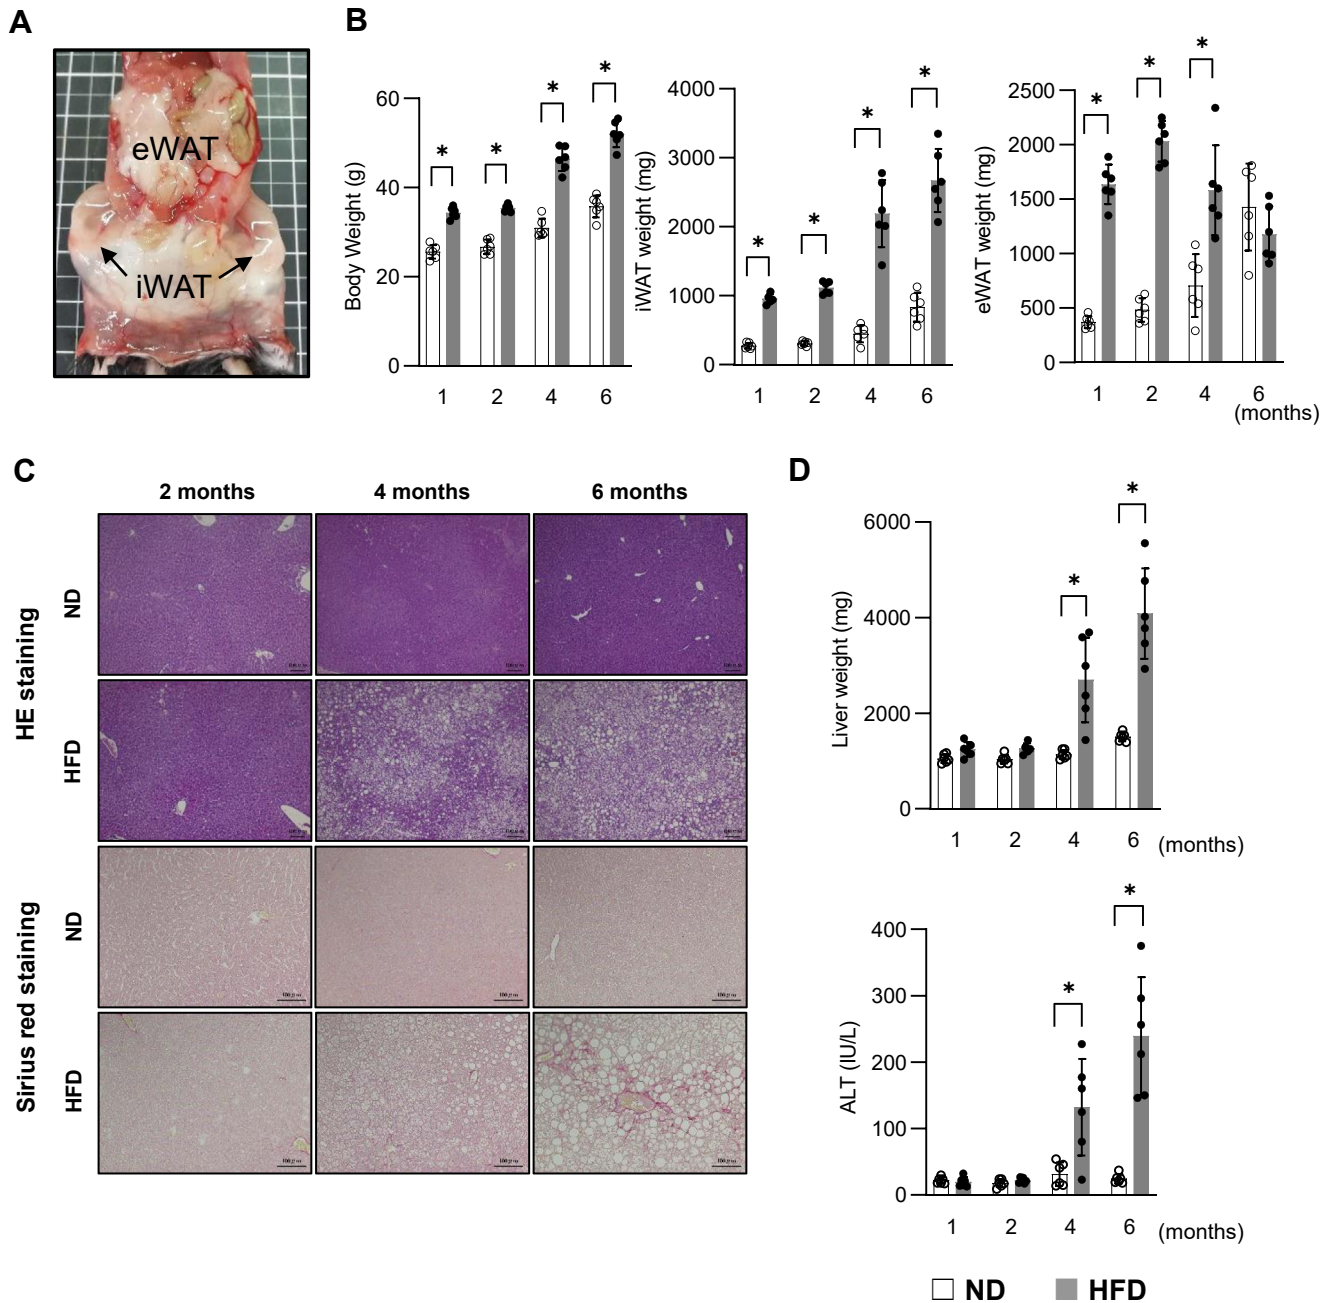 A
eWAT
iWAT
B
Body Weight (g)
60
40
20
0
* * * *
1 2 4 6
iWAT weight (mg)
4000
3000
2000
1000
0
* * * *
1 2 4 6
eWAT weight (mg)
2500
2000
1500
1000
500
0
* * *
1 2 4 6
(months)
C
2 months 4 months 6 months
HE staining
ND
HFD
Sirius red staining
ND
HFD
D
Liver weight (mg)
6000
4000
2000
0
* *
1 2 4 6 (months)
ALT (IU/L)
400
300
200
100
0
* *
1 2 4 6 (months)
ND HFD